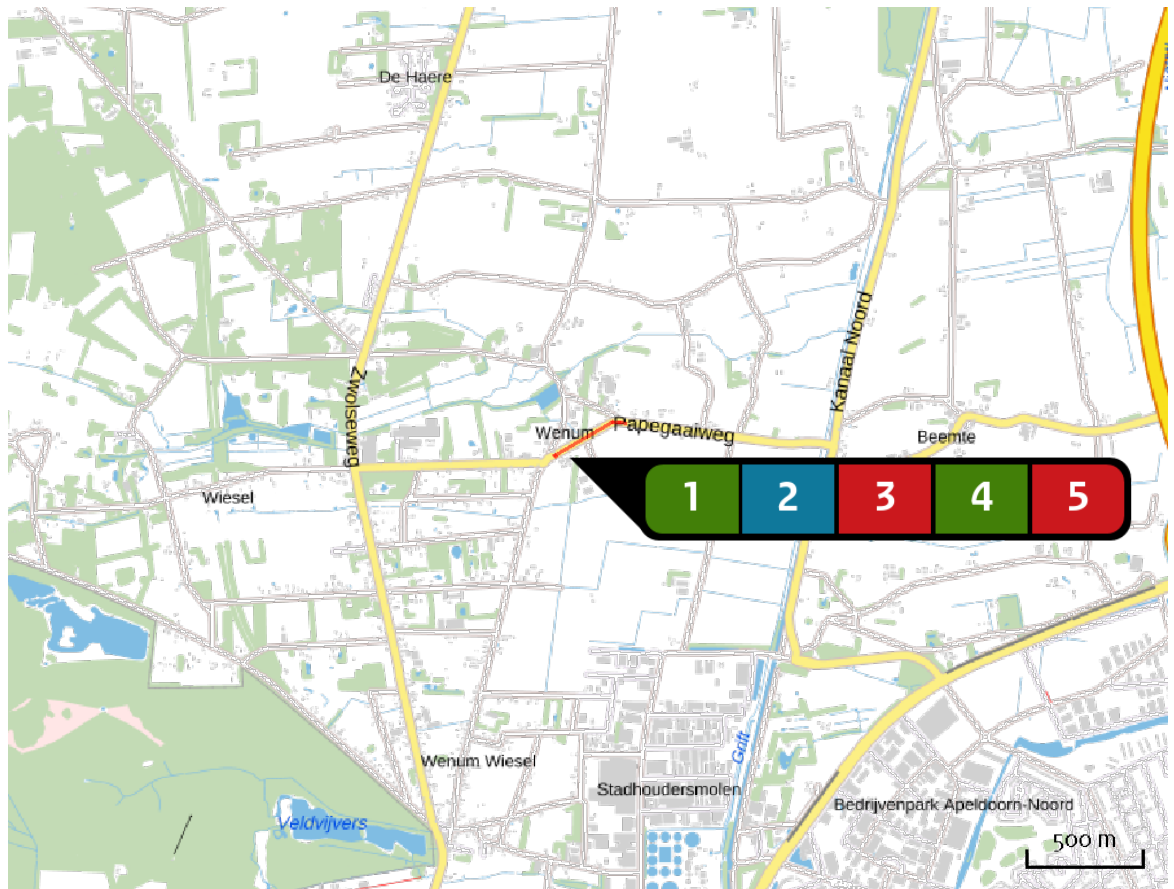 De Haere
Kanaal Noord
Zwolseweg
Papegaaiweg
Wenum
Beemte
Wiesel
1 2 3 4 5
Wenum Wiesel
Grift
Stadhoudersmolen
Bedrijvenpark Apeldoorn-Noord
Veldvijvers
500 m